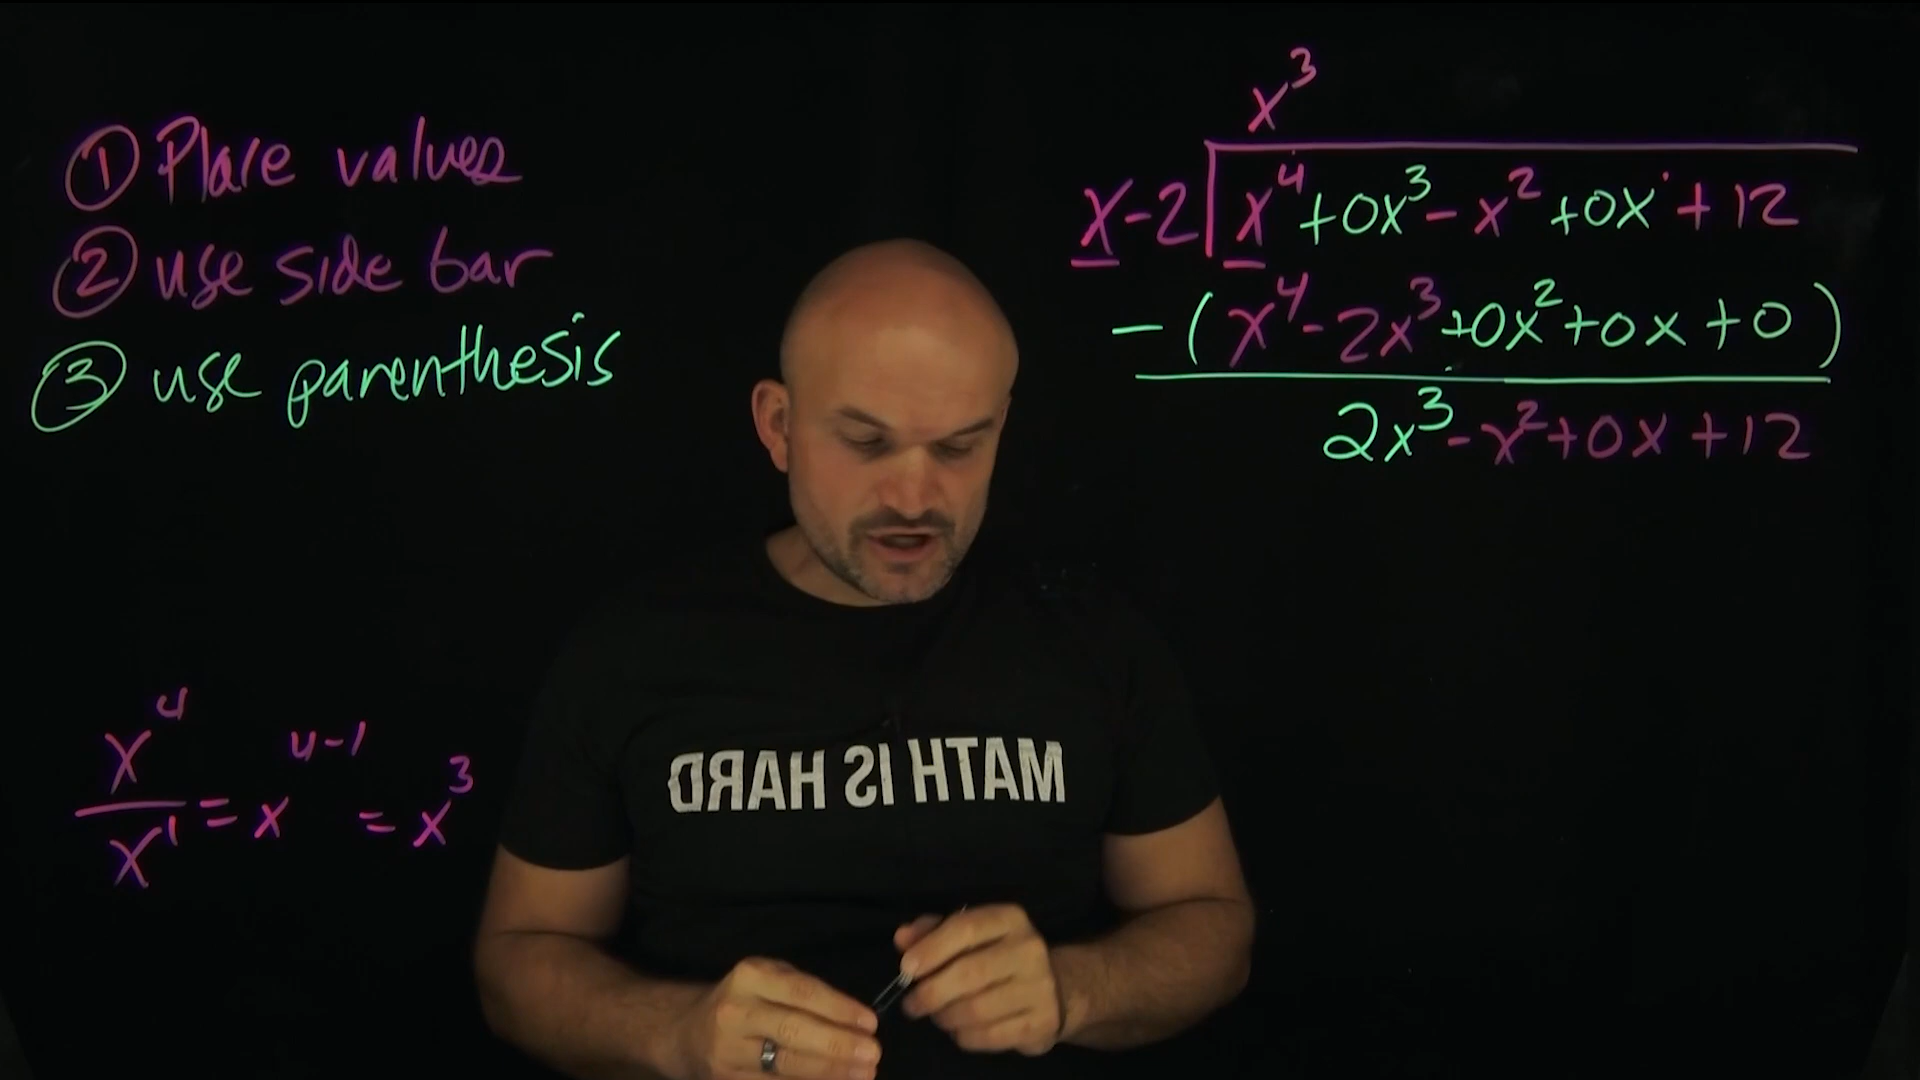 ① Place values
② use side bar
③ use parenthesis
x³
x-2 x⁴+0x³-x²+0x+12
-(x⁴-2x³+0x²+0x+0)
2x³-x²+0x+12
x⁴/x¹ = x⁴⁻¹ = x³
MATH IS HARD